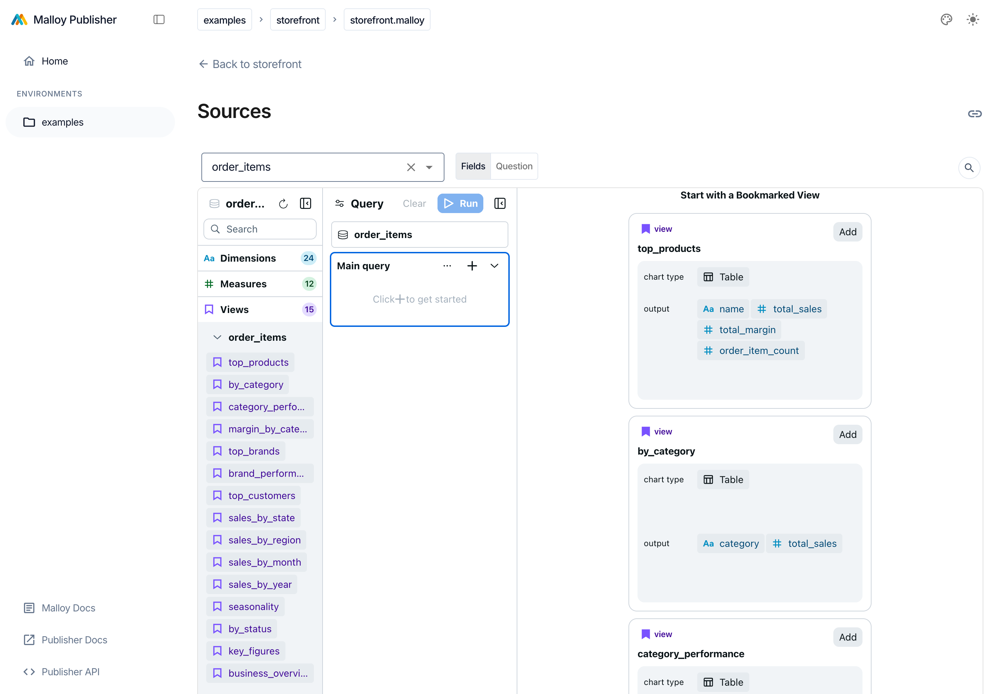 Malloy Publisher
examples
storefront
storefront.malloy
Home
ENVIRONMENTS
examples
Malloy Docs
Publisher Docs
Publisher API
Back to storefront
Sources
order_items
Fields
Question
order...
Search
Aa Dimensions 24
Measures 12
Views 15
order_items
top_products
by_category
category_perfo...
margin_by_cate...
top_brands
brand_perform...
top_customers
sales_by_state
sales_by_region
sales_by_month
sales_by_year
seasonality
by_status
key_figures
business_overvi...
Query
Clear
Run
order_items
Main query
Click + to get started
Start with a Bookmarked View
view
Add
top_products
chart type Table
output Aa name # total_sales
# total_margin
# order_item_count
view
Add
by_category
chart type Table
output Aa category # total_sales
view
Add
category_performance
chart type Table